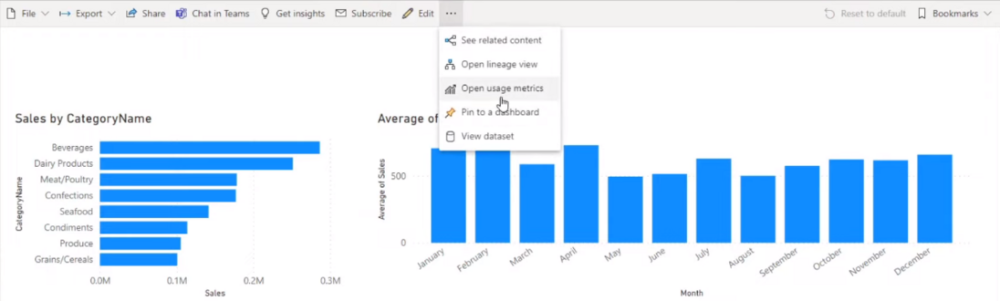 File Export Share Chat in Teams Get insights Subscribe Edit ... Reset to default Bookmarks
See related content
Open lineage view
Open usage metrics
Pin to a dashboard
View dataset
Sales by CategoryName
CategoryName
Beverages
Dairy Products
Meat/Poultry
Confections
Seafood
Condiments
Produce
Grains/Cereals
0.0M 0.1M 0.2M 0.3M
Sales
Average of
Average of Sales
500
0
January February March April May June July August September October November December
Month